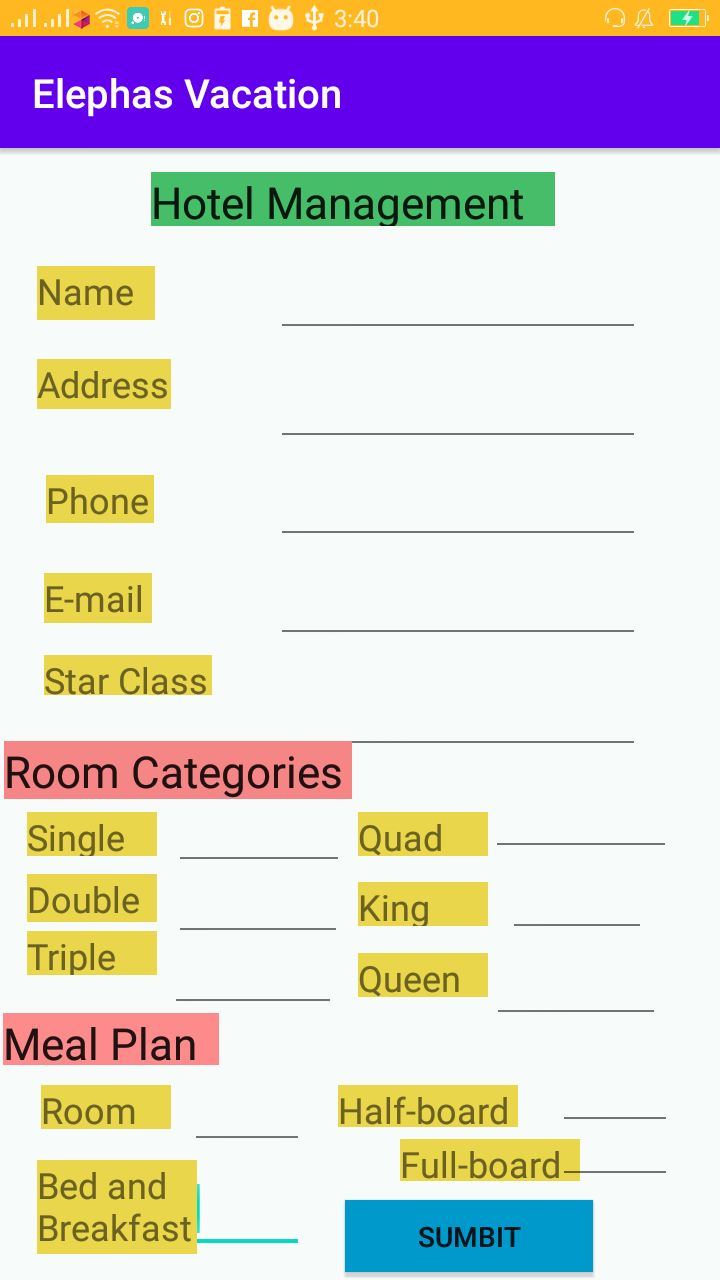 3:40
Elephas Vacation
Hotel Management
Name
Address
Phone
E-mail
Star Class
Room Categories
Single
Quad
Double
King
Triple
Queen
Meal Plan
Room
Half-board
Full-board
Bed and
Breakfast
SUMBIT